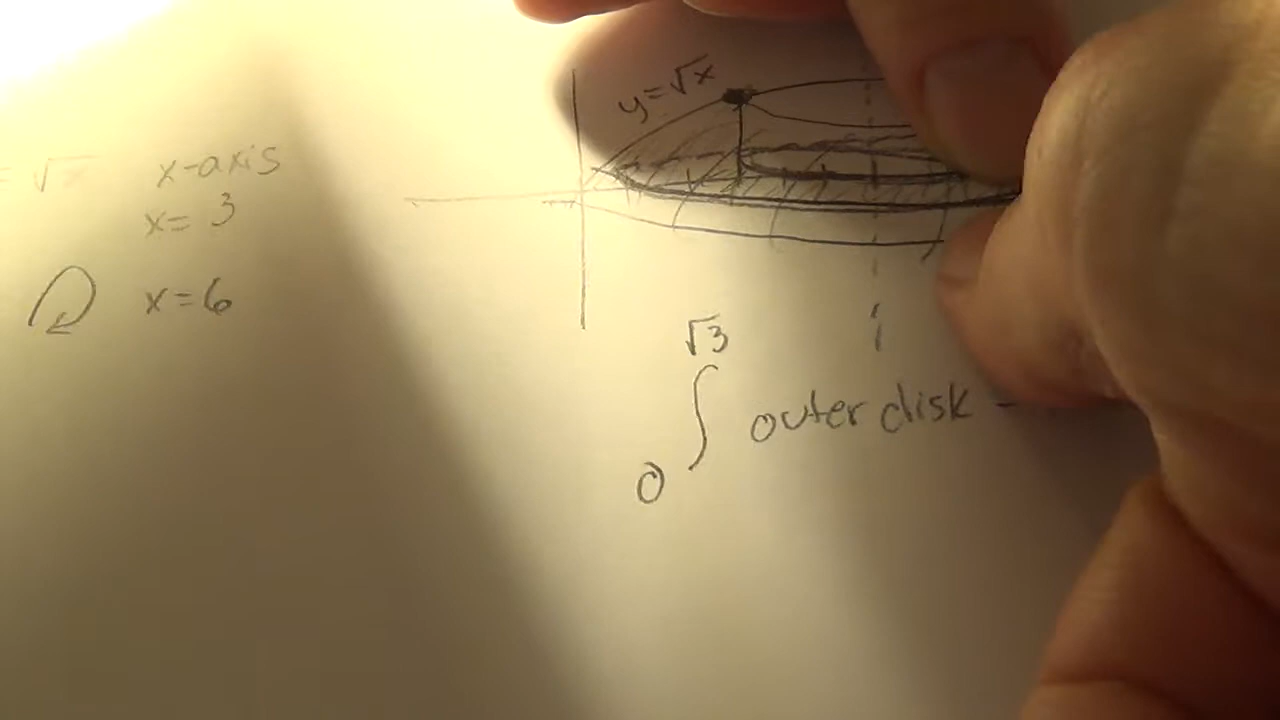 y=√x
= √x x-axis
x= 3
x=6
√3
∫ outer disk -
0